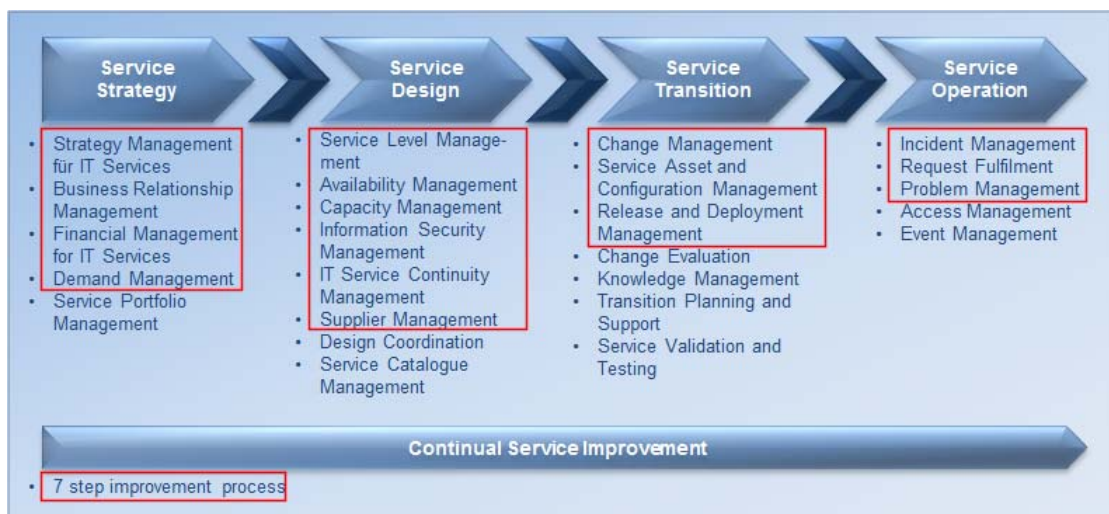 Service
Strategy
Service
Design
Service
Transition
Service
Operation
• Strategy Management
für IT Services
• Business Relationship
Management
• Financial Management
for IT Services
• Demand Management
• Service Portfolio
Management
• Service Level Manage-
ment
• Availability Management
• Capacity Management
• Information Security
Management
• IT Service Continuity
Management
• Supplier Management
• Design Coordination
• Service Catalogue
Management
• Change Management
• Service Asset and
Configuration Management
• Release and Deployment
Management
• Change Evaluation
• Knowledge Management
• Transition Planning and
Support
• Service Validation and
Testing
• Incident Management
• Request Fulfilment
• Problem Management
• Access Management
• Event Management
Continual Service Improvement
• 7 step improvement process